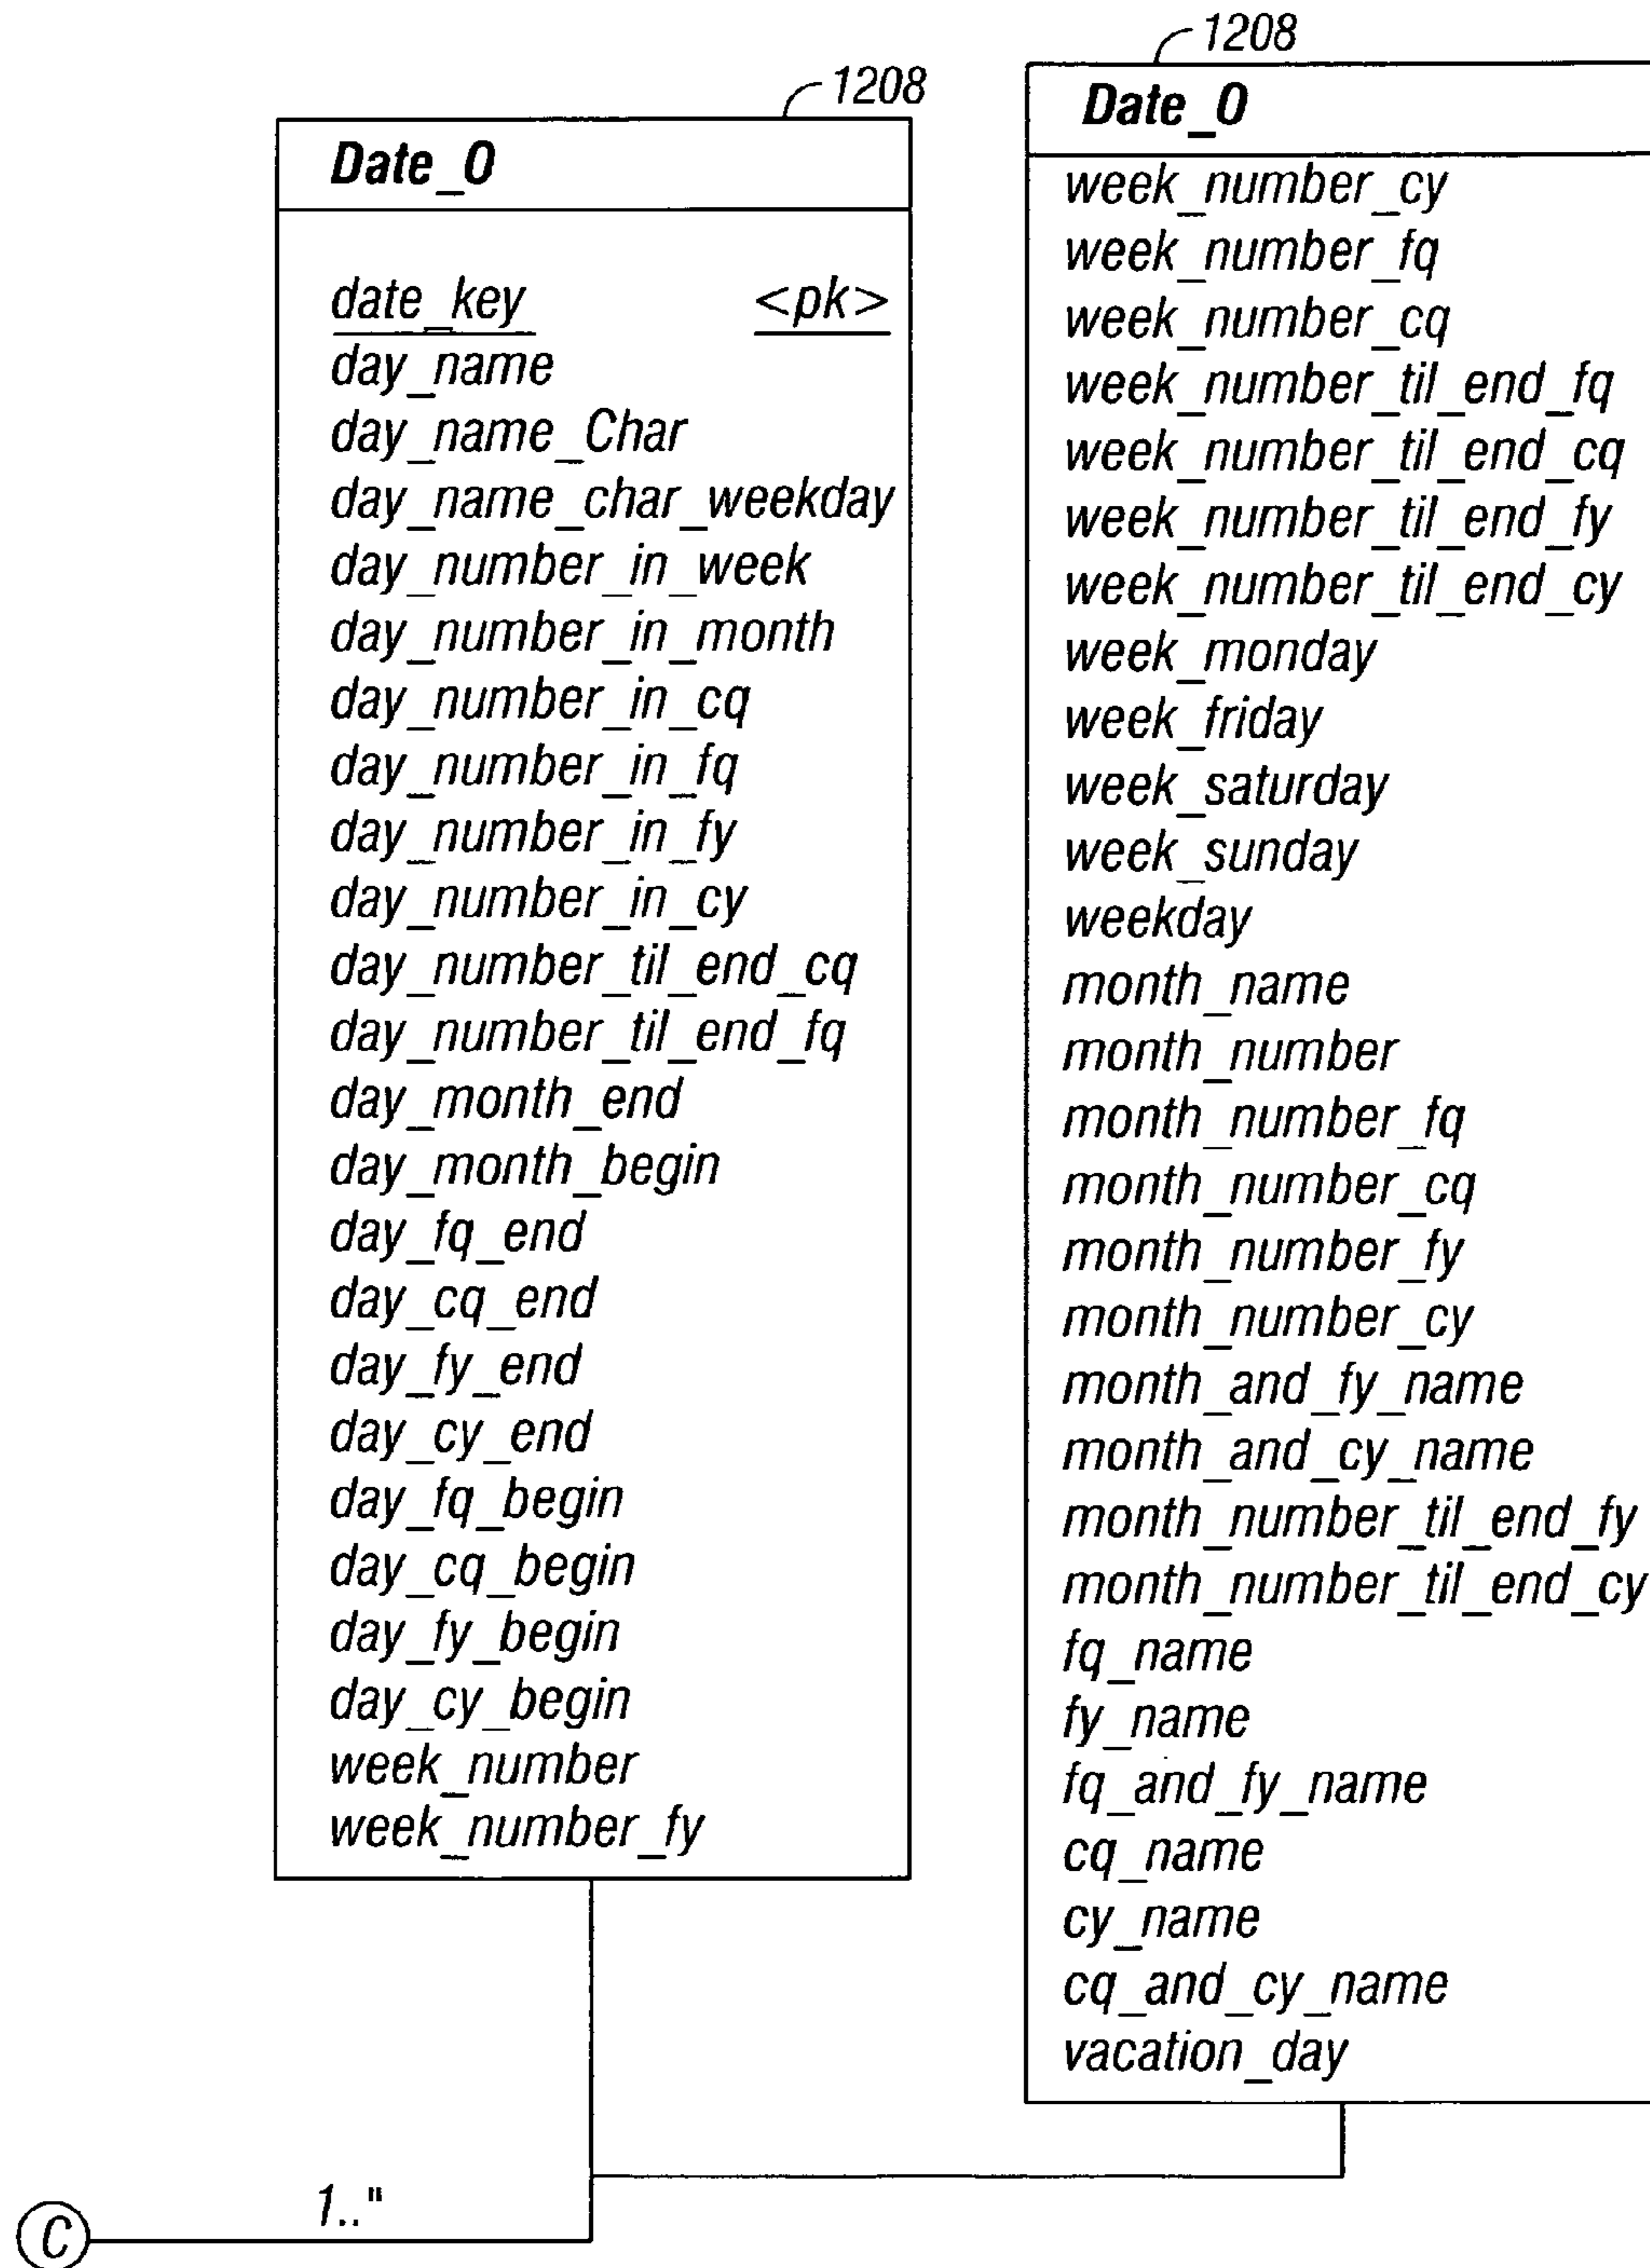 1208
Date_0
date_key <pk>
day_name
day_name_Char
day_name_char_weekday
day_number_in_week
day_number_in_month
day_number_in_cq
day_number_in_fq
day_number_in_fy
day_number_in_cy
day_number_til_end_cq
day_number_til_end_fq
day_month_end
day_month_begin
day_fq_end
day_cq_end
day_fy_end
day_cy_end
day_fq_begin
day_cq_begin
day_fy_begin
day_cy_begin
week_number
week_number_fy
1208
Date_0
week_number_cy
week_number_fq
week_number_cq
week_number_til_end_fq
week_number_til_end_cq
week_number_til_end_fy
week_number_til_end_cy
week_monday
week_friday
week_saturday
week_sunday
weekday
month_name
month_number
month_number_fq
month_number_cq
month_number_fy
month_number_cy
month_and_fy_name
month_and_cy_name
month_number_til_end_fy
month_number_til_end_cy
fq_name
fy_name
fq_and_fy_name
cq_name
cy_name
cq_and_cy_name
vacation_day
1.."
C